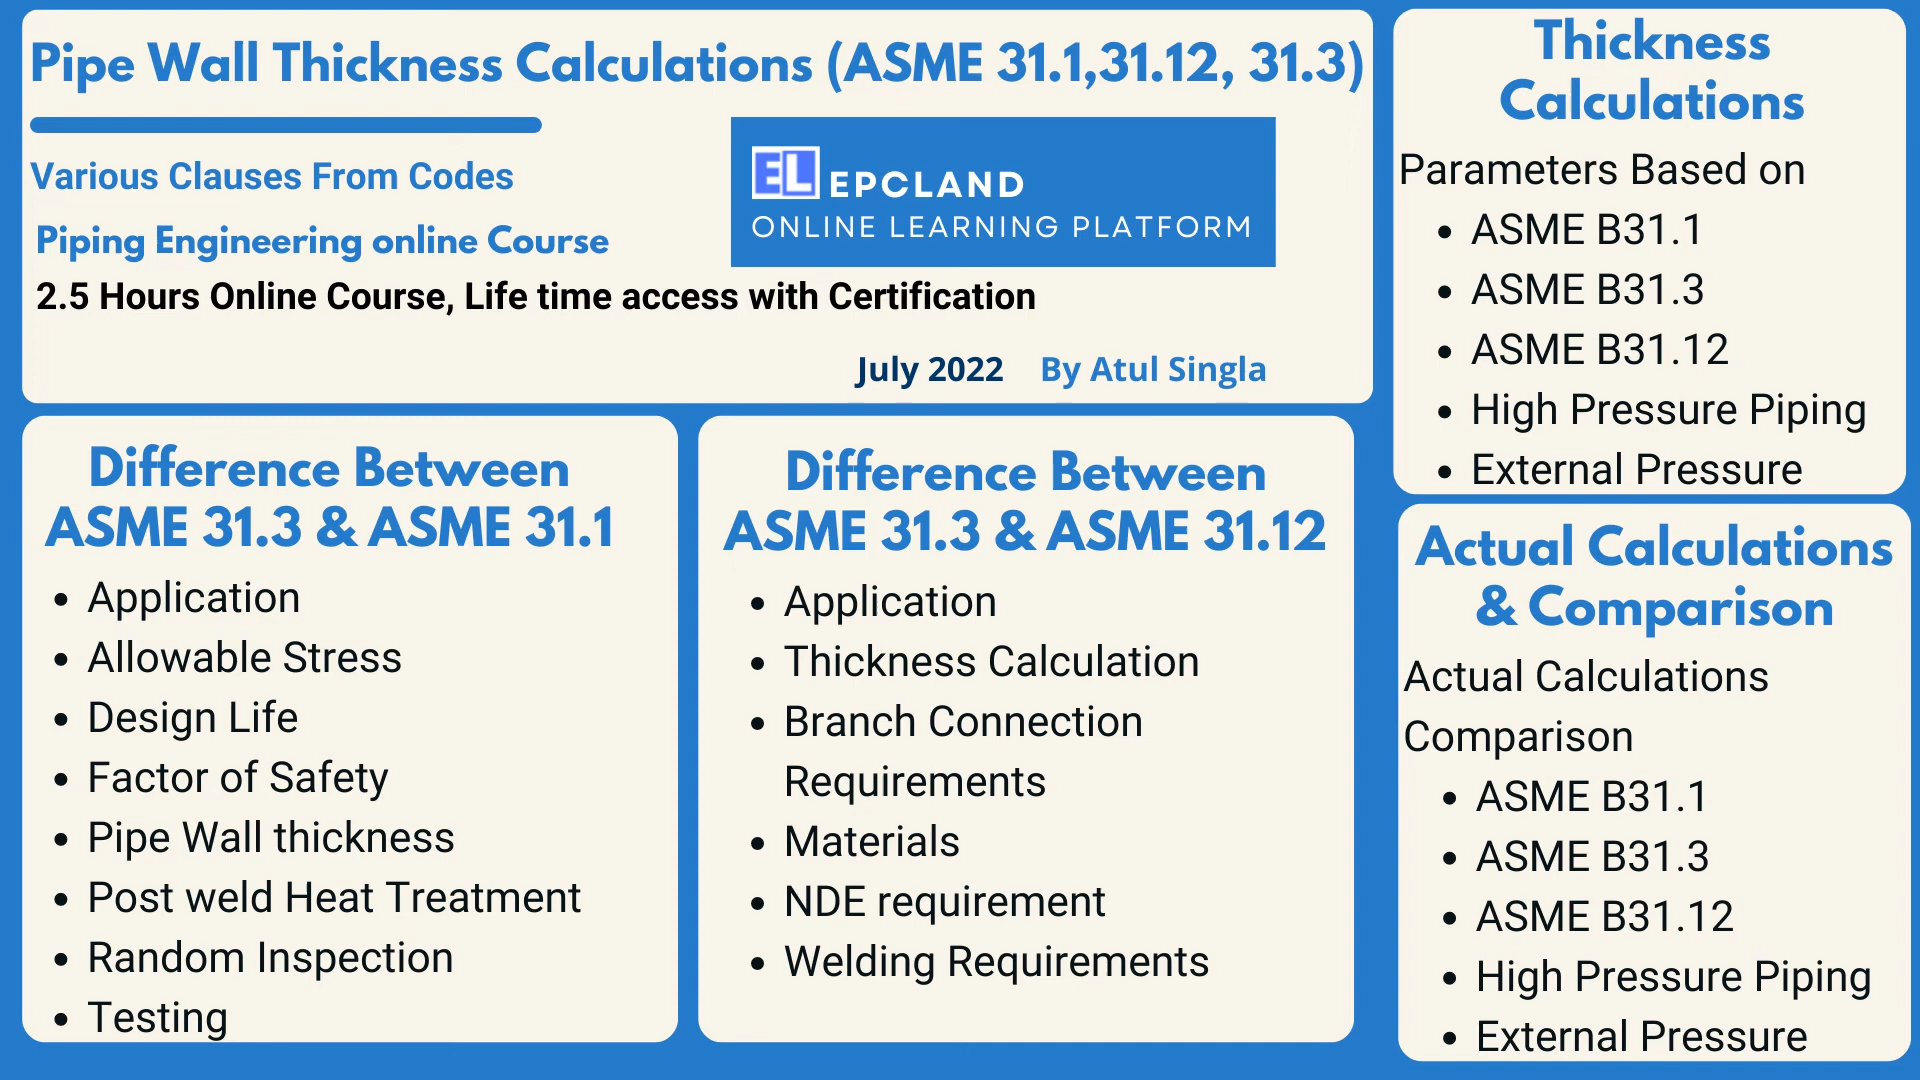 Pipe Wall Thickness Calculations (ASME 31.1,31.12, 31.3)
Various Clauses From Codes
Piping Engineering online Course
2.5 Hours Online Course, Life time access with Certification
EL EPCLAND
ONLINE LEARNING PLATFORM
July 2022 By Atul Singla
Thickness
Calculations
Parameters Based on
• ASME B31.1
• ASME B31.3
• ASME B31.12
• High Pressure Piping
• External Pressure
Difference Between
ASME 31.3 & ASME 31.1
• Application
• Allowable Stress
• Design Life
• Factor of Safety
• Pipe Wall thickness
• Post weld Heat Treatment
• Random Inspection
• Testing
Difference Between
ASME 31.3 & ASME 31.12
• Application
• Thickness Calculation
• Branch Connection
Requirements
• Materials
• NDE requirement
• Welding Requirements
Actual Calculations
& Comparison
Actual Calculations
Comparison
• ASME B31.1
• ASME B31.3
• ASME B31.12
• High Pressure Piping
• External Pressure